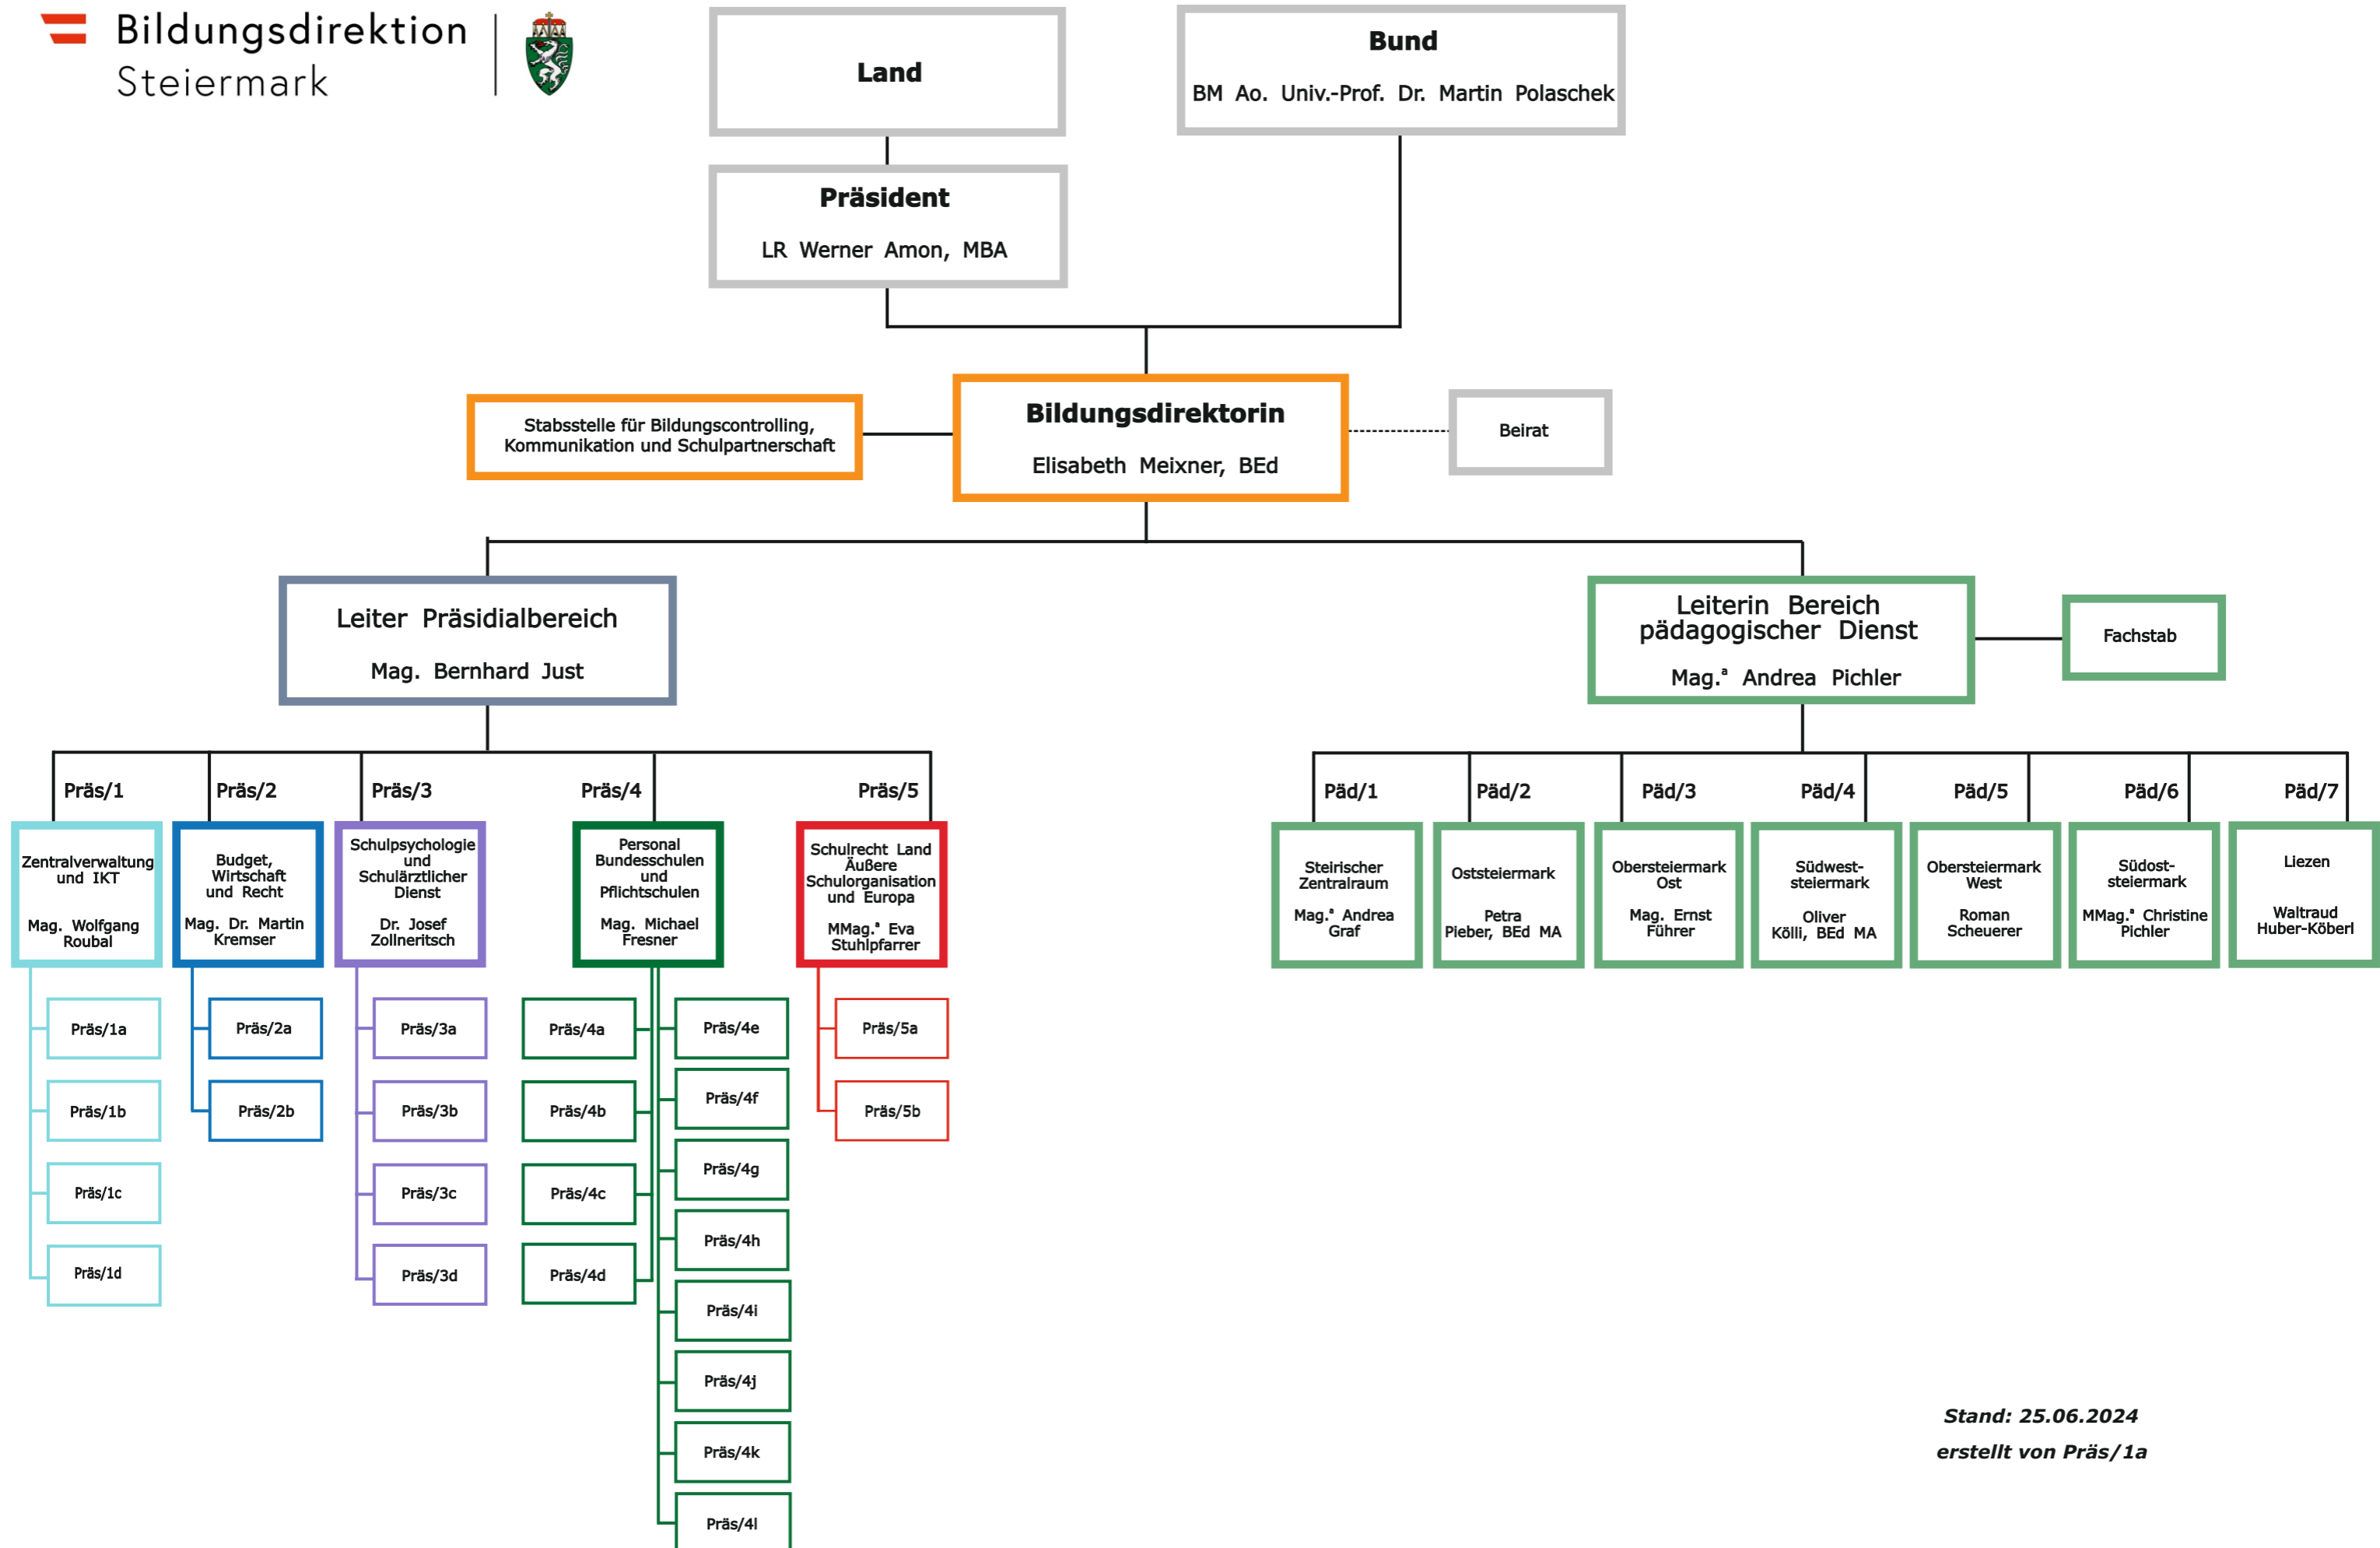 Bildungsdirektion
Steiermark
Land
Bund
BM Ao. Univ.-Prof. Dr. Martin Polaschek
Präsident
LR Werner Amon, MBA
Stabsstelle für Bildungscontrolling,
Kommunikation und Schulpartnerschaft
Bildungsdirektorin
Elisabeth Meixner, BEd
Beirat
Leiter Präsidialbereich
Mag. Bernhard Just
Leiterin Bereich
pädagogischer Dienst
Mag.ª Andrea Pichler
Fachstab
Präs/1
Zentralverwaltung
und IKT
Mag. Wolfgang
Roubal
Präs/2
Budget,
Wirtschaft
und Recht
Mag. Dr. Martin
Kremser
Präs/3
Schulpsychologie
und
Schulärztlicher
Dienst
Dr. Josef
Zollneritsch
Präs/4
Personal
Bundesschulen
und
Pflichtschulen
Mag. Michael
Fresner
Präs/5
Schulrecht Land
Äußere
Schulorganisation
und Europa
MMag.ª Eva
Stuhlpfarrer
Päd/1
Steirischer
Zentralraum
Mag.ª Andrea
Graf
Päd/2
Oststeiermark
Petra
Pieber, BEd MA
Päd/3
Obersteiermark
Ost
Mag. Ernst
Führer
Päd/4
Südwest-
steiermark
Oliver
Kölli, BEd MA
Päd/5
Obersteiermark
West
Roman
Scheuerer
Päd/6
Südost-
steiermark
MMag.ª Christine
Pichler
Päd/7
Liezen
Waltraud
Huber-Köberl
Präs/1a
Präs/1b
Präs/1c
Präs/1d
Präs/2a
Präs/2b
Präs/3a
Präs/3b
Präs/3c
Präs/3d
Präs/4a
Präs/4b
Präs/4c
Präs/4d
Präs/4e
Präs/4f
Präs/4g
Präs/4h
Präs/4i
Präs/4j
Präs/4k
Präs/4l
Präs/5a
Präs/5b
Stand: 25.06.2024
erstellt von Präs/1a